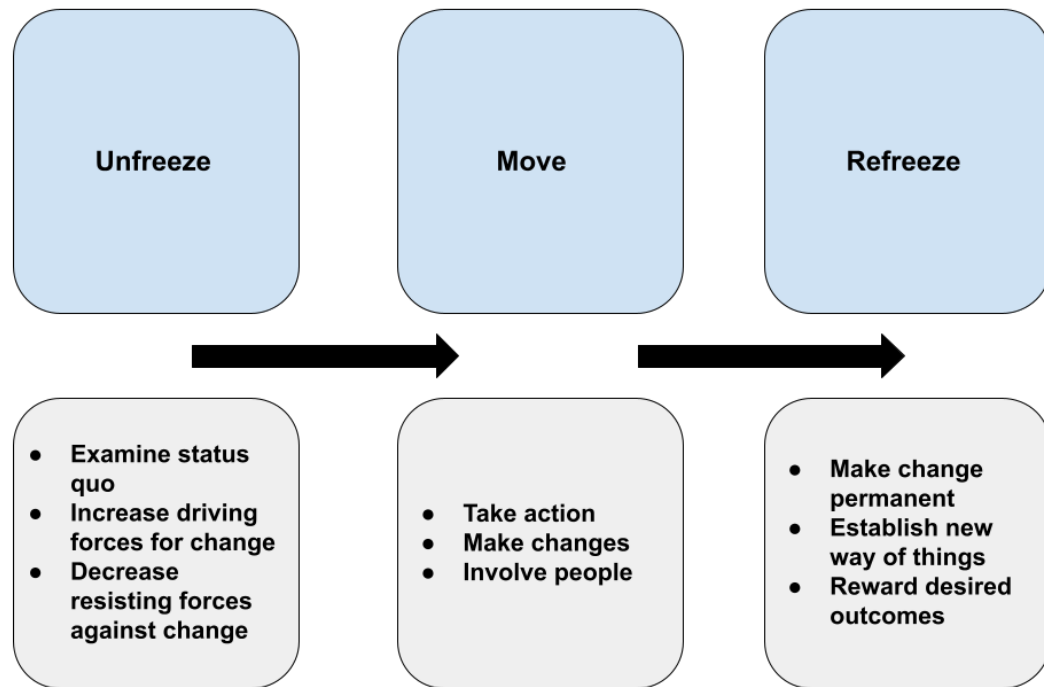 Unfreeze
Move
Refreeze
● Examine status
quo
● Increase driving
forces for change
● Decrease
resisting forces
against change
● Take action
● Make changes
● Involve people
● Make change
permanent
● Establish new
way of things
● Reward desired
outcomes